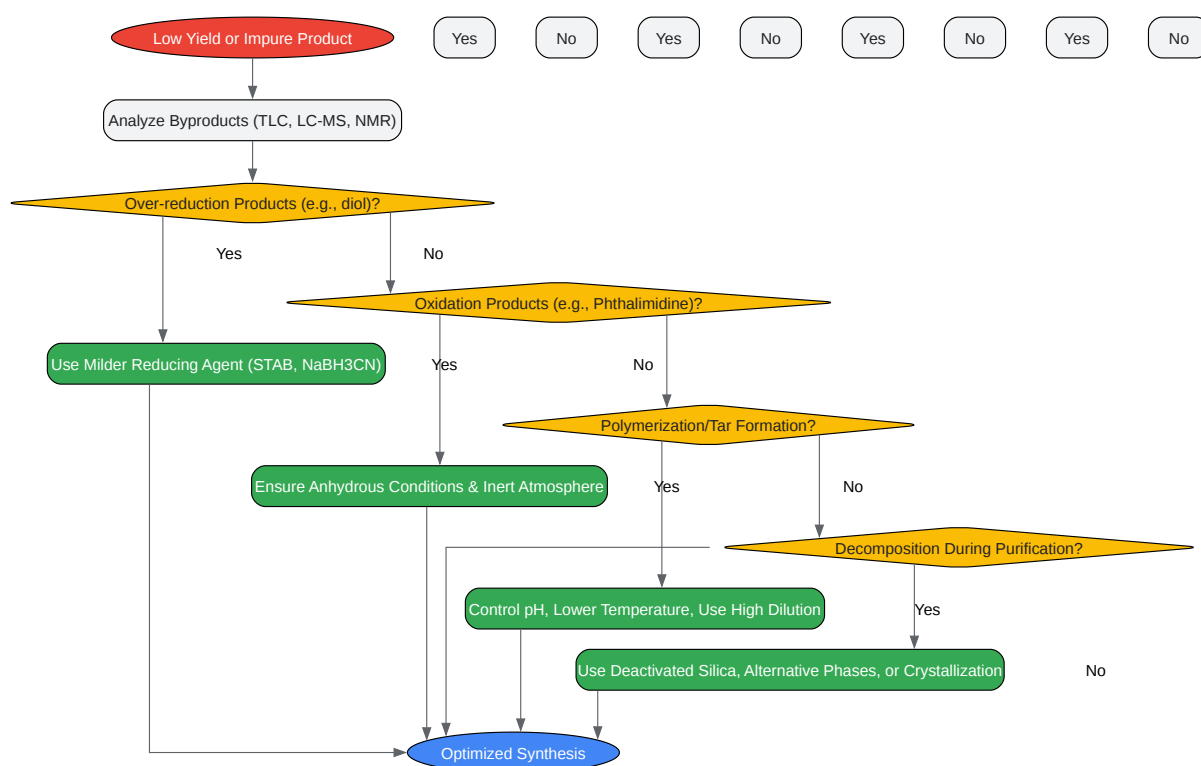 Low Yield or Impure Product
Yes
No
Yes
No
Yes
No
Yes
No
Analyze Byproducts (TLC, LC-MS, NMR)
Over-reduction Products (e.g., diol)?
Yes
No
Oxidation Products (e.g., Phthalimidine)?
Use Milder Reducing Agent (STAB, NaBH3CN)
Yes
No
Polymerization/Tar Formation?
Ensure Anhydrous Conditions & Inert Atmosphere
Yes
No
Decomposition During Purification?
Control pH, Lower Temperature, Use High Dilution
Yes
Use Deactivated Silica, Alternative Phases, or Crystallization
No
Optimized Synthesis